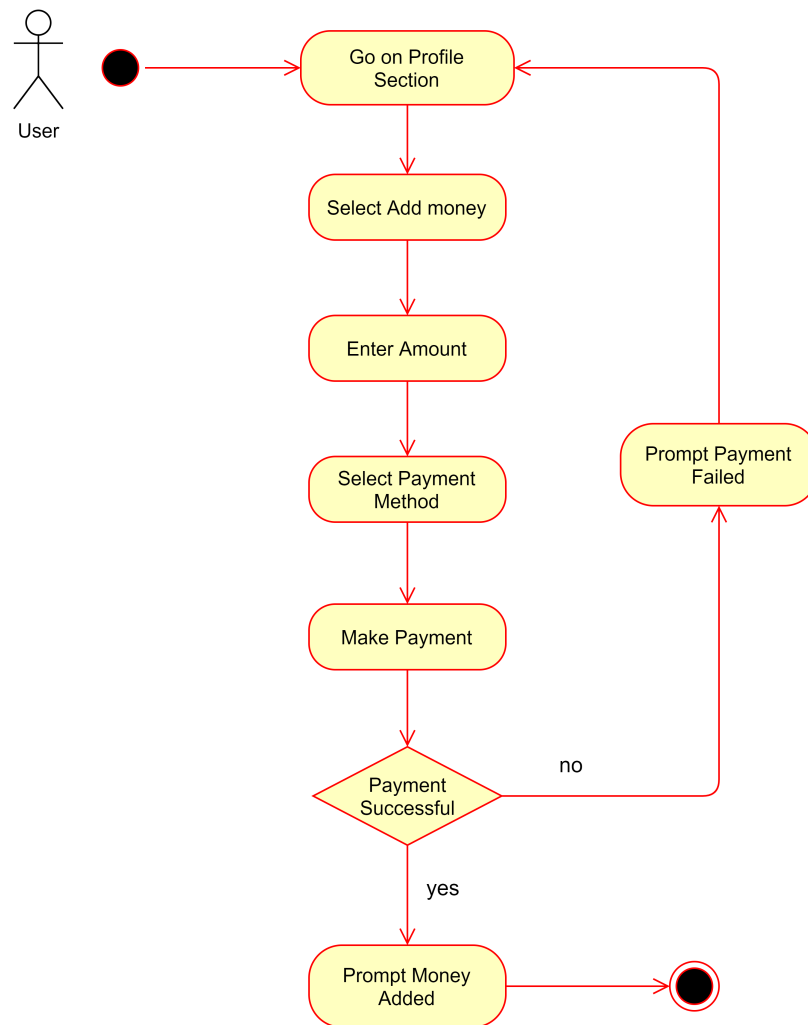 User
Go on Profile
Section
Select Add money
Enter Amount
Select Payment
Method
Prompt Payment
Failed
Make Payment
Payment
Successful
no
yes
Prompt Money
Added